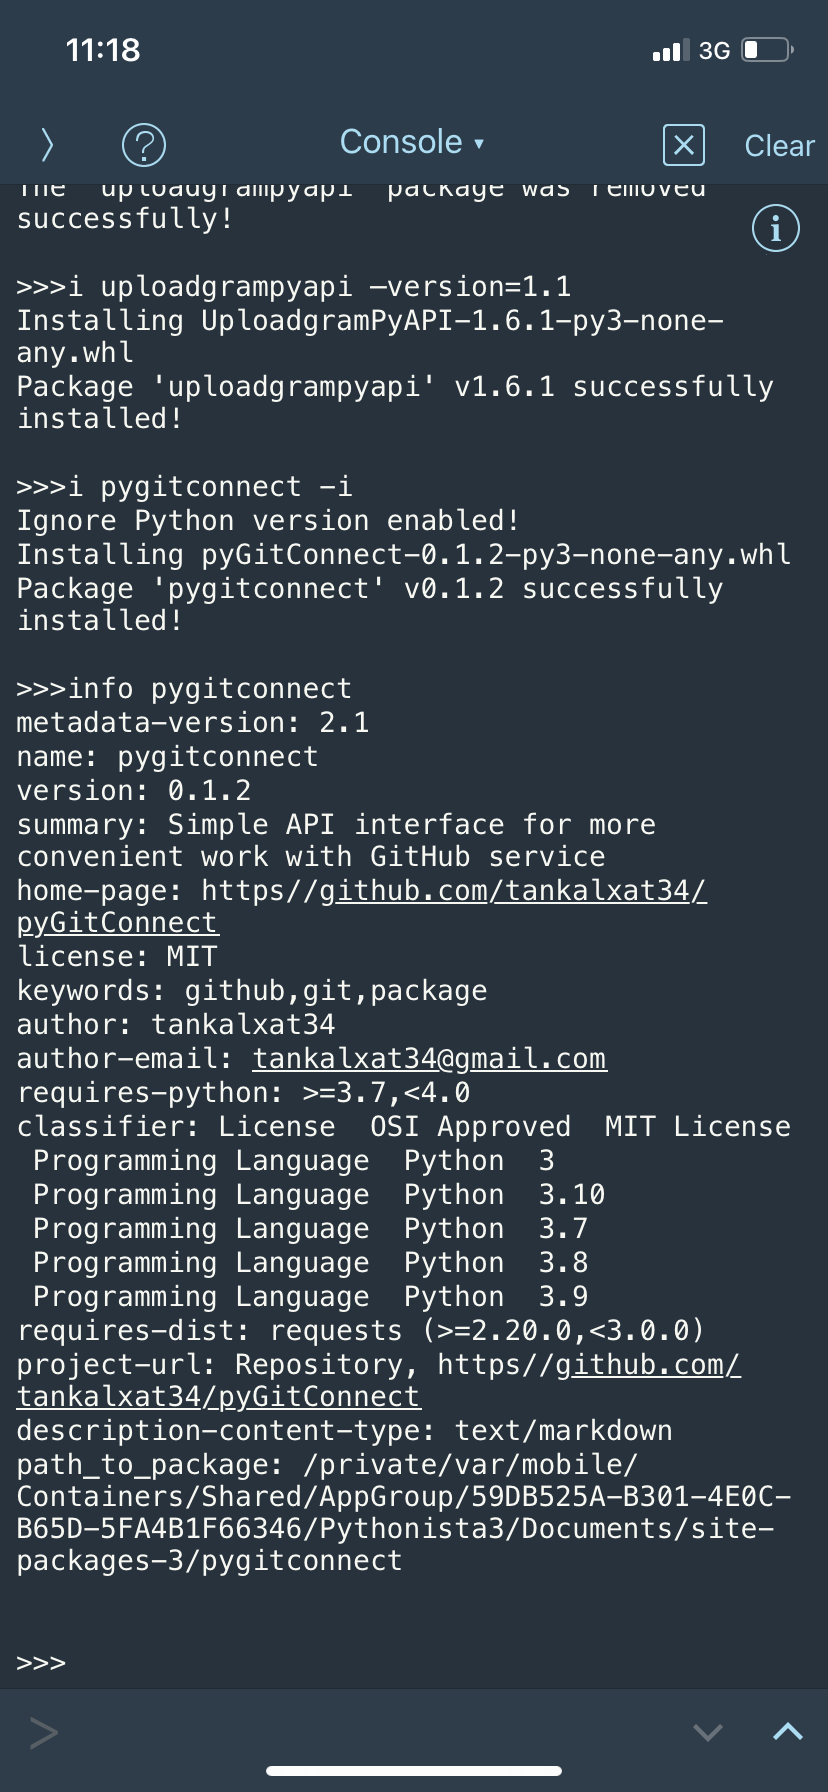 11:18
3G
Console
Clear
The 'uploadgrampyapi' package was removed
successfully!
>>>i uploadgrampyapi –version=1.1
Installing UploadgramPyAPI-1.6.1-py3-none-
any.whl
Package 'uploadgrampyapi' v1.6.1 successfully
installed!
>>>i pygitconnect -i
Ignore Python version enabled!
Installing pyGitConnect-0.1.2-py3-none-any.whl
Package 'pygitconnect' v0.1.2 successfully
installed!
>>>info pygitconnect
metadata-version: 2.1
name: pygitconnect
version: 0.1.2
summary: Simple API interface for more
convenient work with GitHub service
home-page: https//github.com/tankalxat34/
pyGitConnect
license: MIT
keywords: github,git,package
author: tankalxat34
author-email: tankalxat34@gmail.com
requires-python: >=3.7,<4.0
classifier: License  OSI Approved  MIT License
Programming Language  Python  3
Programming Language  Python  3.10
Programming Language  Python  3.7
Programming Language  Python  3.8
Programming Language  Python  3.9
requires-dist: requests (>=2.20.0,<3.0.0)
project-url: Repository, https//github.com/
tankalxat34/pyGitConnect
description-content-type: text/markdown
path_to_package: /private/var/mobile/
Containers/Shared/AppGroup/59DB525A-B301-4E0C-
B65D-5FA4B1F66346/Pythonista3/Documents/site-
packages-3/pygitconnect
>>>
>